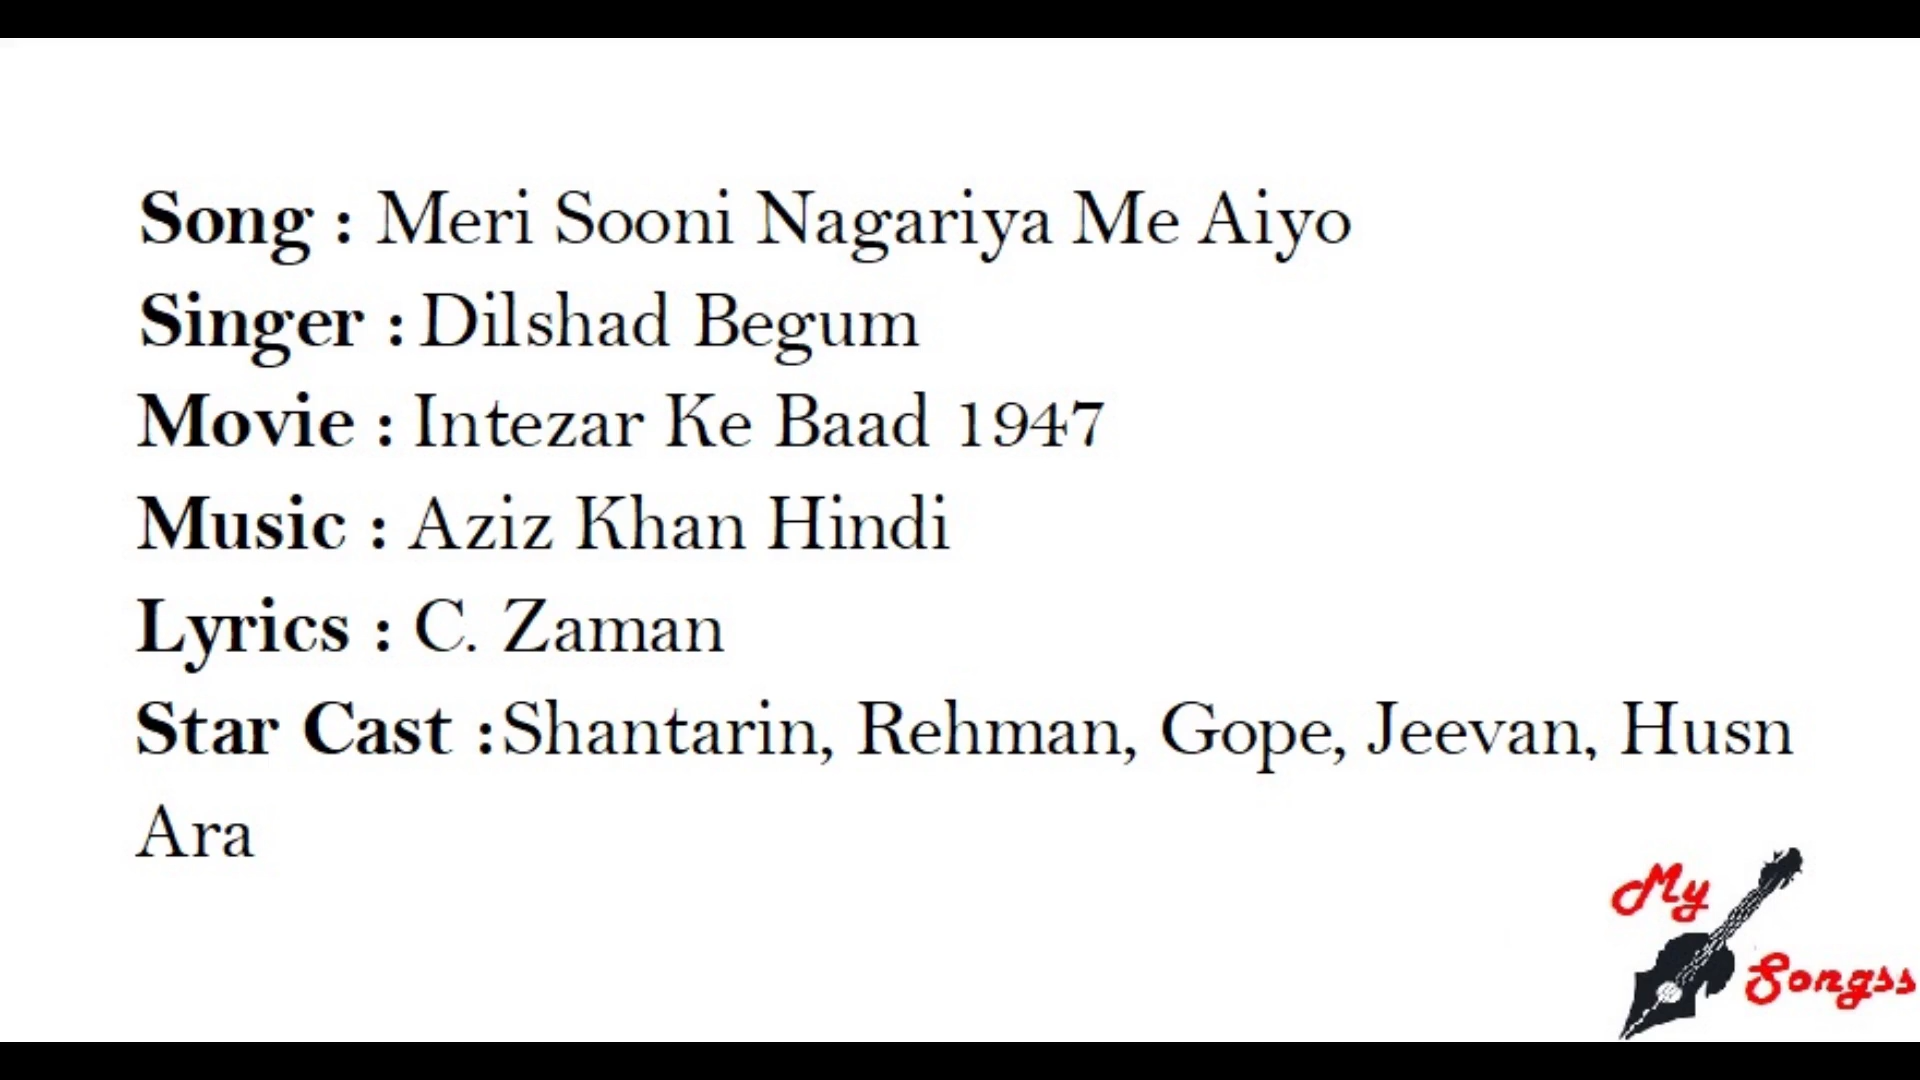 Song : Meri Sooni Nagariya Me Aiyo
Singer : Dilshad Begum
Movie : Intezar Ke Baad 1947
Music : Aziz Khan Hindi
Lyrics : C. Zaman
Star Cast :Shantarin, Rehman, Gope, Jeevan, Husn
Ara
My
Songss